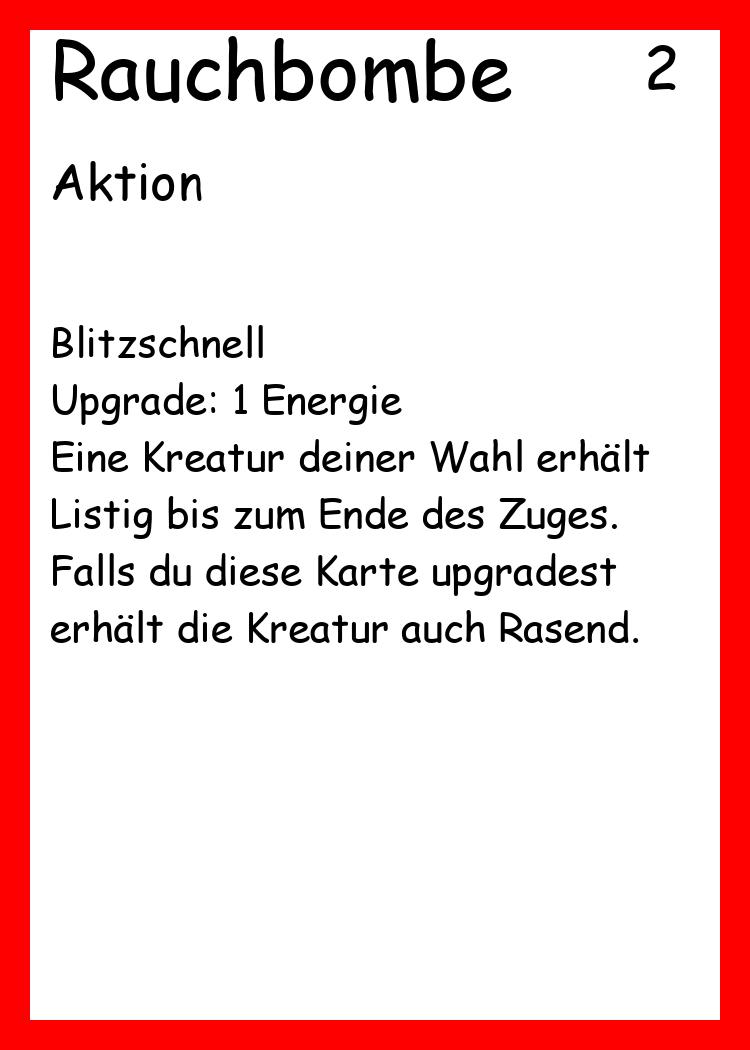 Rauchbombe 2
Aktion
Blitzschnell
Upgrade: 1 Energie
Eine Kreatur deiner Wahl erhält
Listig bis zum Ende des Zuges.
Falls du diese Karte upgradest
erhält die Kreatur auch Rasend.